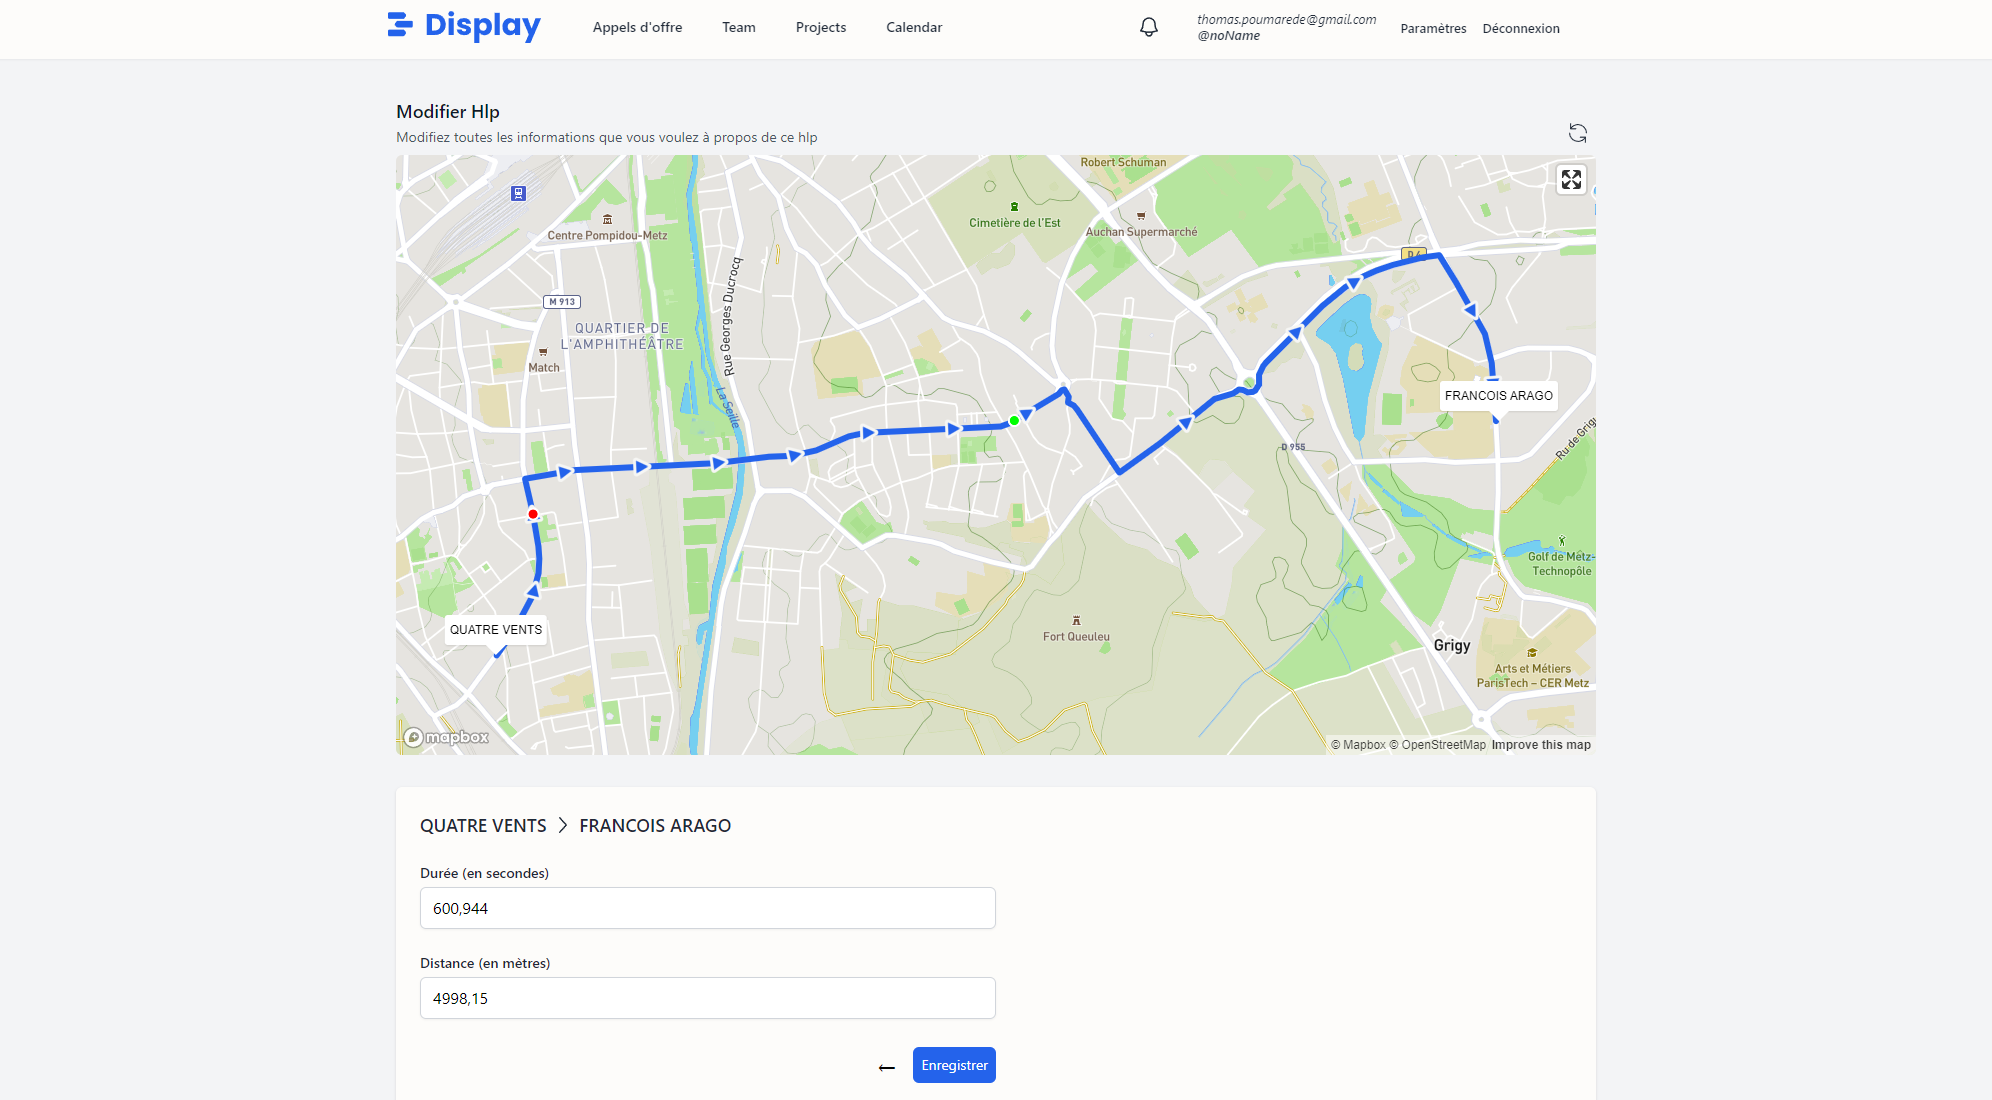 Display
Appels d'offre
Team
Projects
Calendar
thomas.poumarede@gmail.com
@noName
Paramètres
Déconnexion
Modifier Hlp
Modifiez toutes les informations que vous voulez à propos de ce hlp
Robert Schuman
Cimetière de l'Est
Auchan Supermarché
Centre Pompidou-Metz
M 913
QUARTIER DE
L'AMPHITHÉÂTRE
Match
Rue Georges Ducrocq
La Seille
FRANCOIS ARAGO
Rue de Grigy
D 955
QUATRE VENTS
Golf de Metz-
Technopôle
Fort Queuleu
Grigy
Arts et Métiers
ParisTech – CER Metz
mapbox
© Mapbox © OpenStreetMap Improve this map
QUATRE VENTS > FRANCOIS ARAGO
Durée (en secondes)
600,944
Distance (en mètres)
4998,15
← Enregistrer